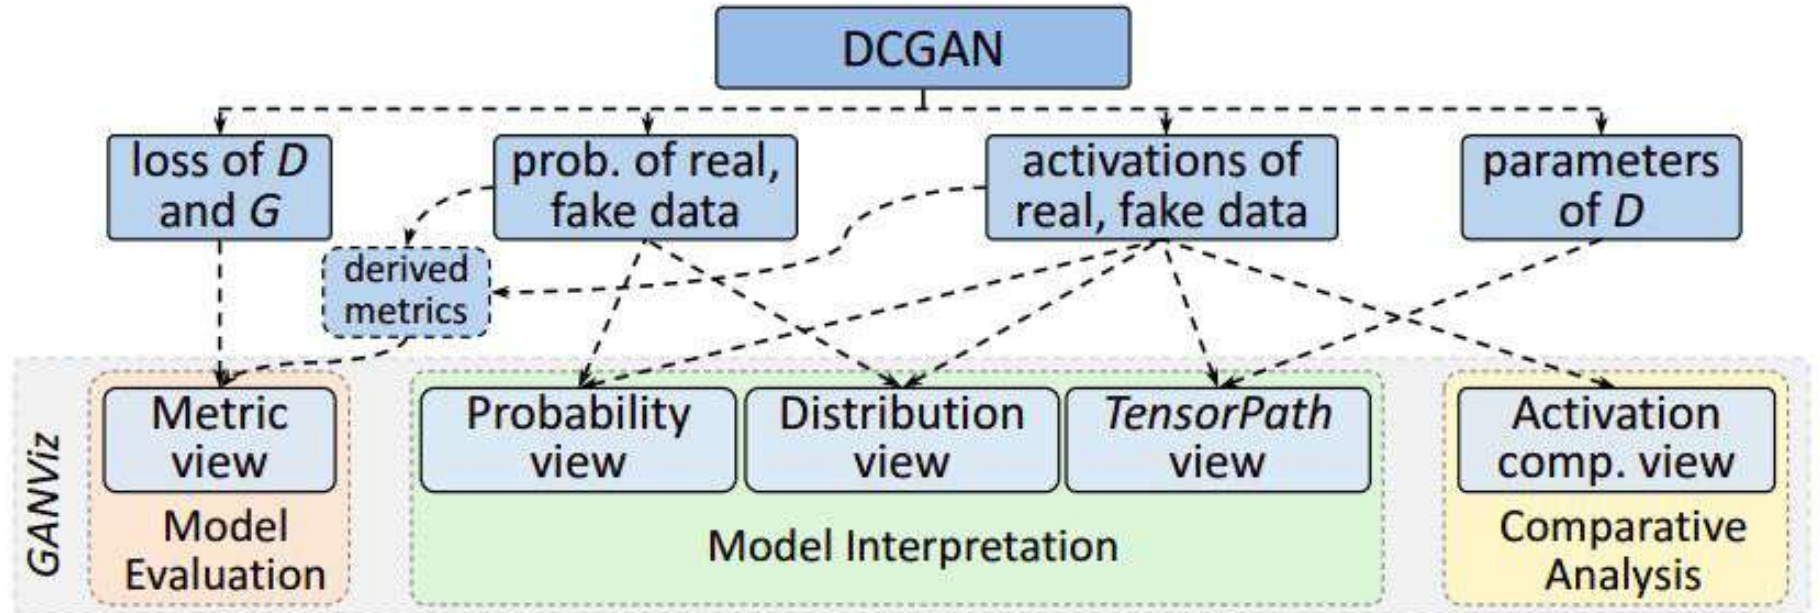 DCGAN
loss of D
and G
prob. of real,
fake data
activations of
real, fake data
parameters
of D
derived
metrics
GANViz
Metric
view
Probability
view
Distribution
view
TensorPath
view
Activation
comp. view
Model
Evaluation
Model Interpretation
Comparative
Analysis